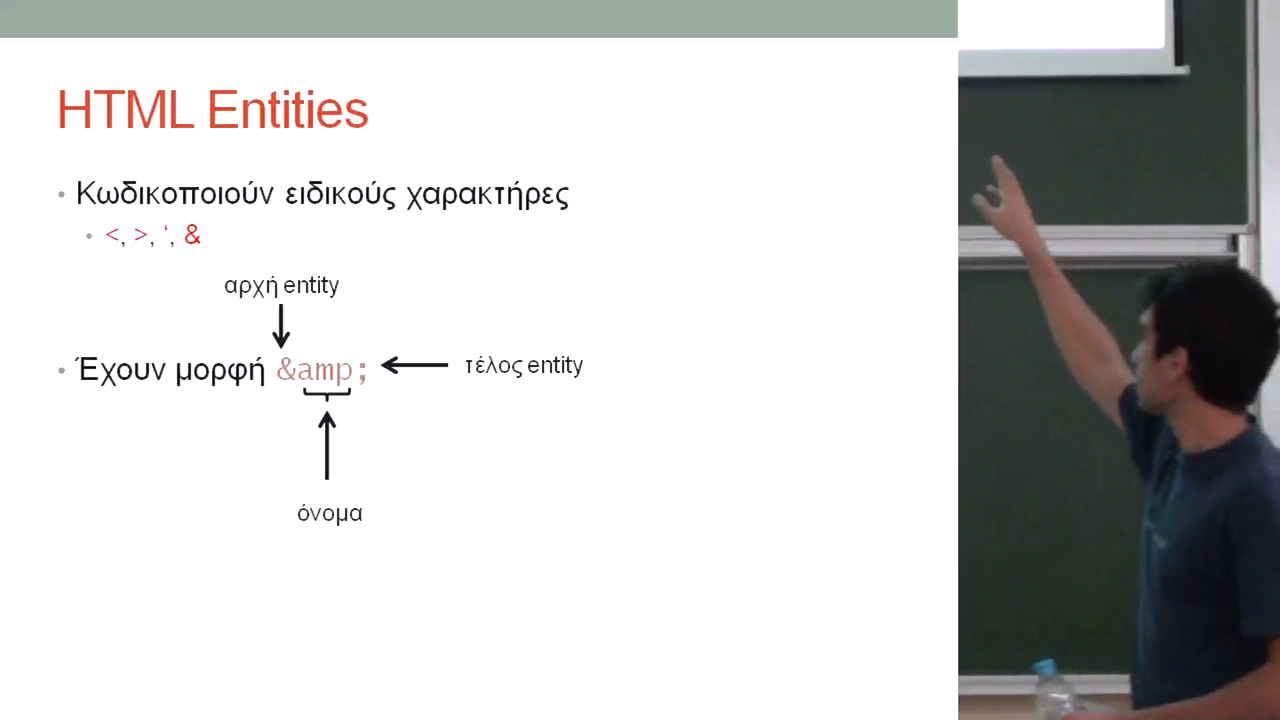 HTML Entities
• Κωδικοποιούν ειδικούς χαρακτήρες
• <, >, ‘, &
αρχή entity
• Έχουν μορφή &amp; τέλος entity
όνομα